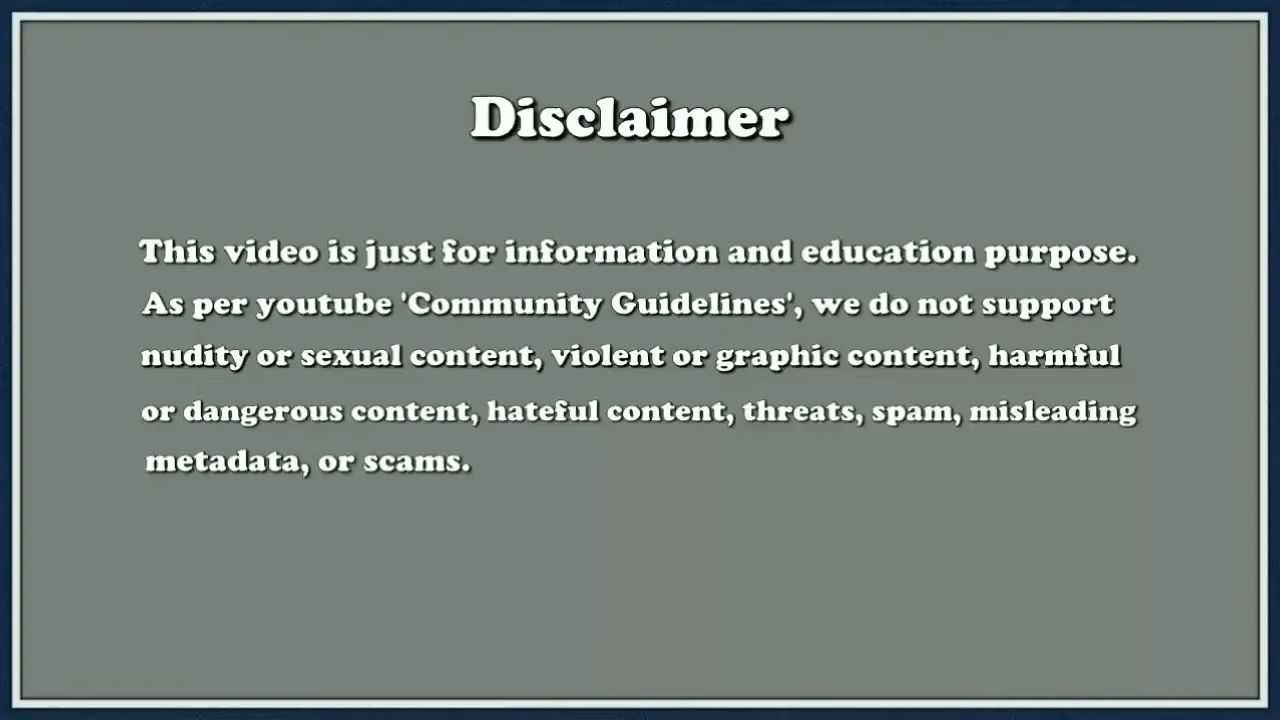 Disclaimer
This video is just for information and education purpose.
As per youtube 'Community Guidelines', we do not support
nudity or sexual content, violent or graphic content, harmful
or dangerous content, hateful content, threats, spam, misleading
metadata, or scams.